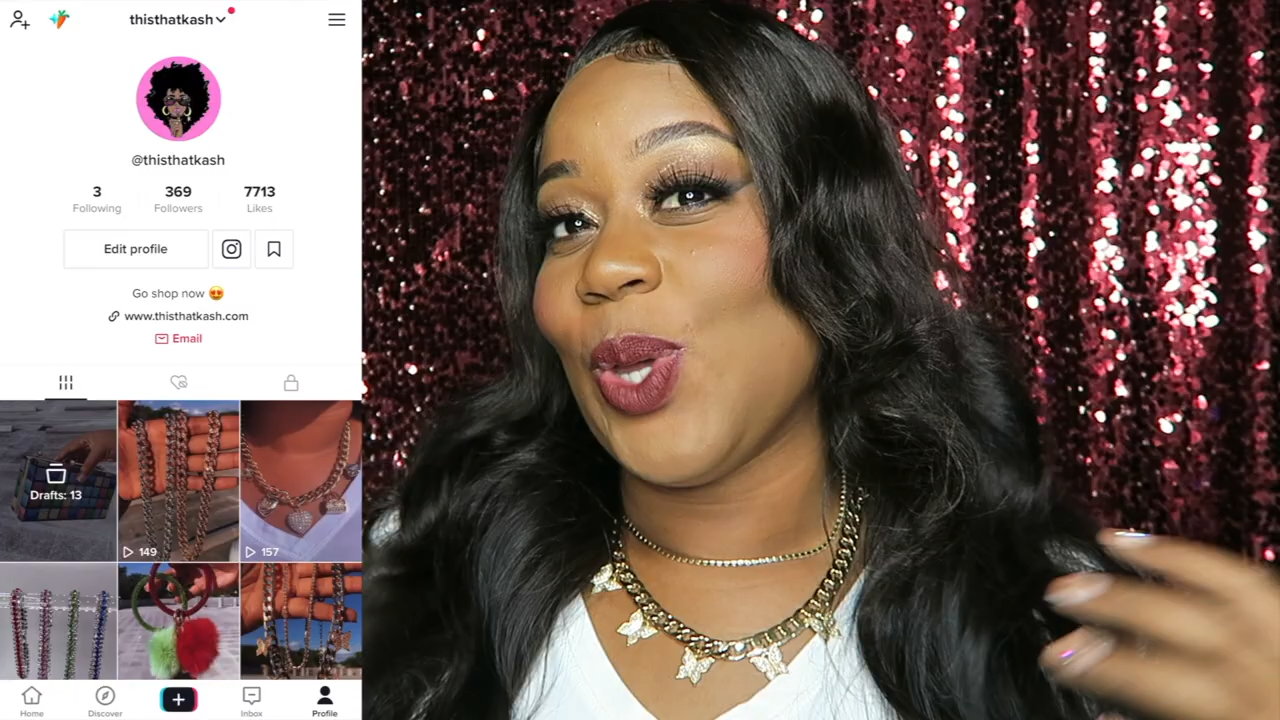 thisthatkash
@thisthatkash
3 369 7713
Following Followers Likes
Edit profile
Go shop now 😍
www.thisthatkash.com
Email
Drafts: 13
149
157
Home Discover Inbox Profile